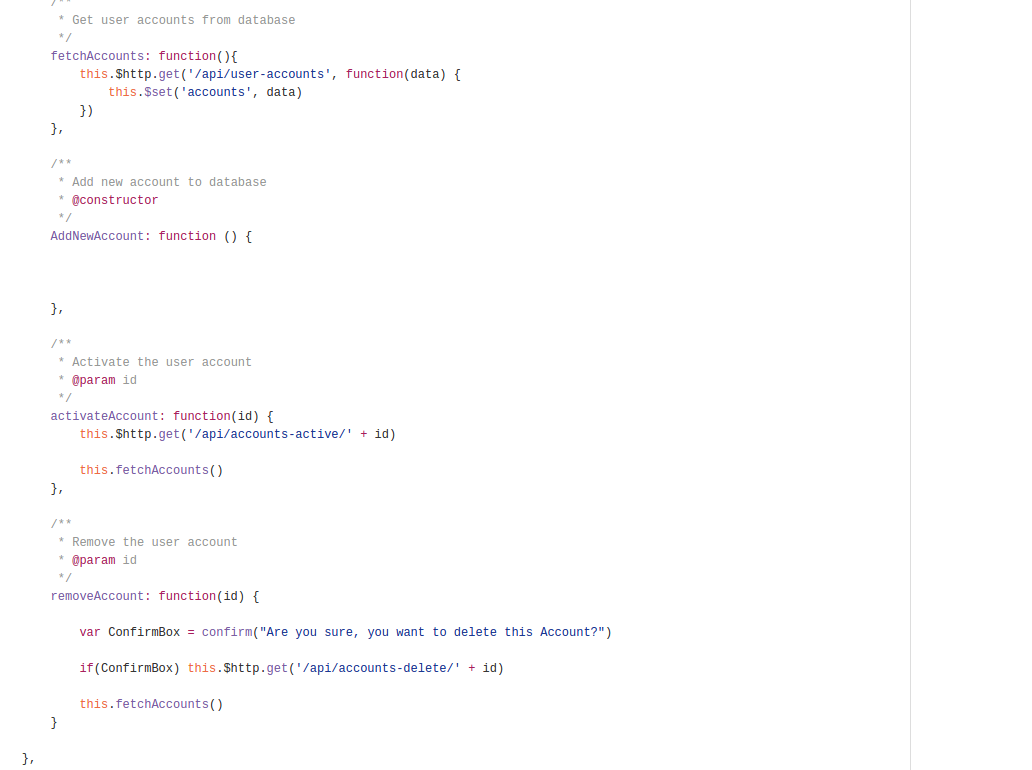 /**
 * Get user accounts from database
 */
fetchAccounts: function(){
    this.$http.get('/api/user-accounts', function(data) {
        this.$set('accounts', data)
    })
},
/**
 * Add new account to database
 * @constructor
 */
AddNewAccount: function () {
},
/**
 * Activate the user account
 * @param id
 */
activateAccount: function(id) {
    this.$http.get('/api/accounts-active/' + id)
    this.fetchAccounts()
},
/**
 * Remove the user account
 * @param id
 */
removeAccount: function(id) {
    var ConfirmBox = confirm("Are you sure, you want to delete this Account?")
    if(ConfirmBox) this.$http.get('/api/accounts-delete/' + id)
    this.fetchAccounts()
}
},